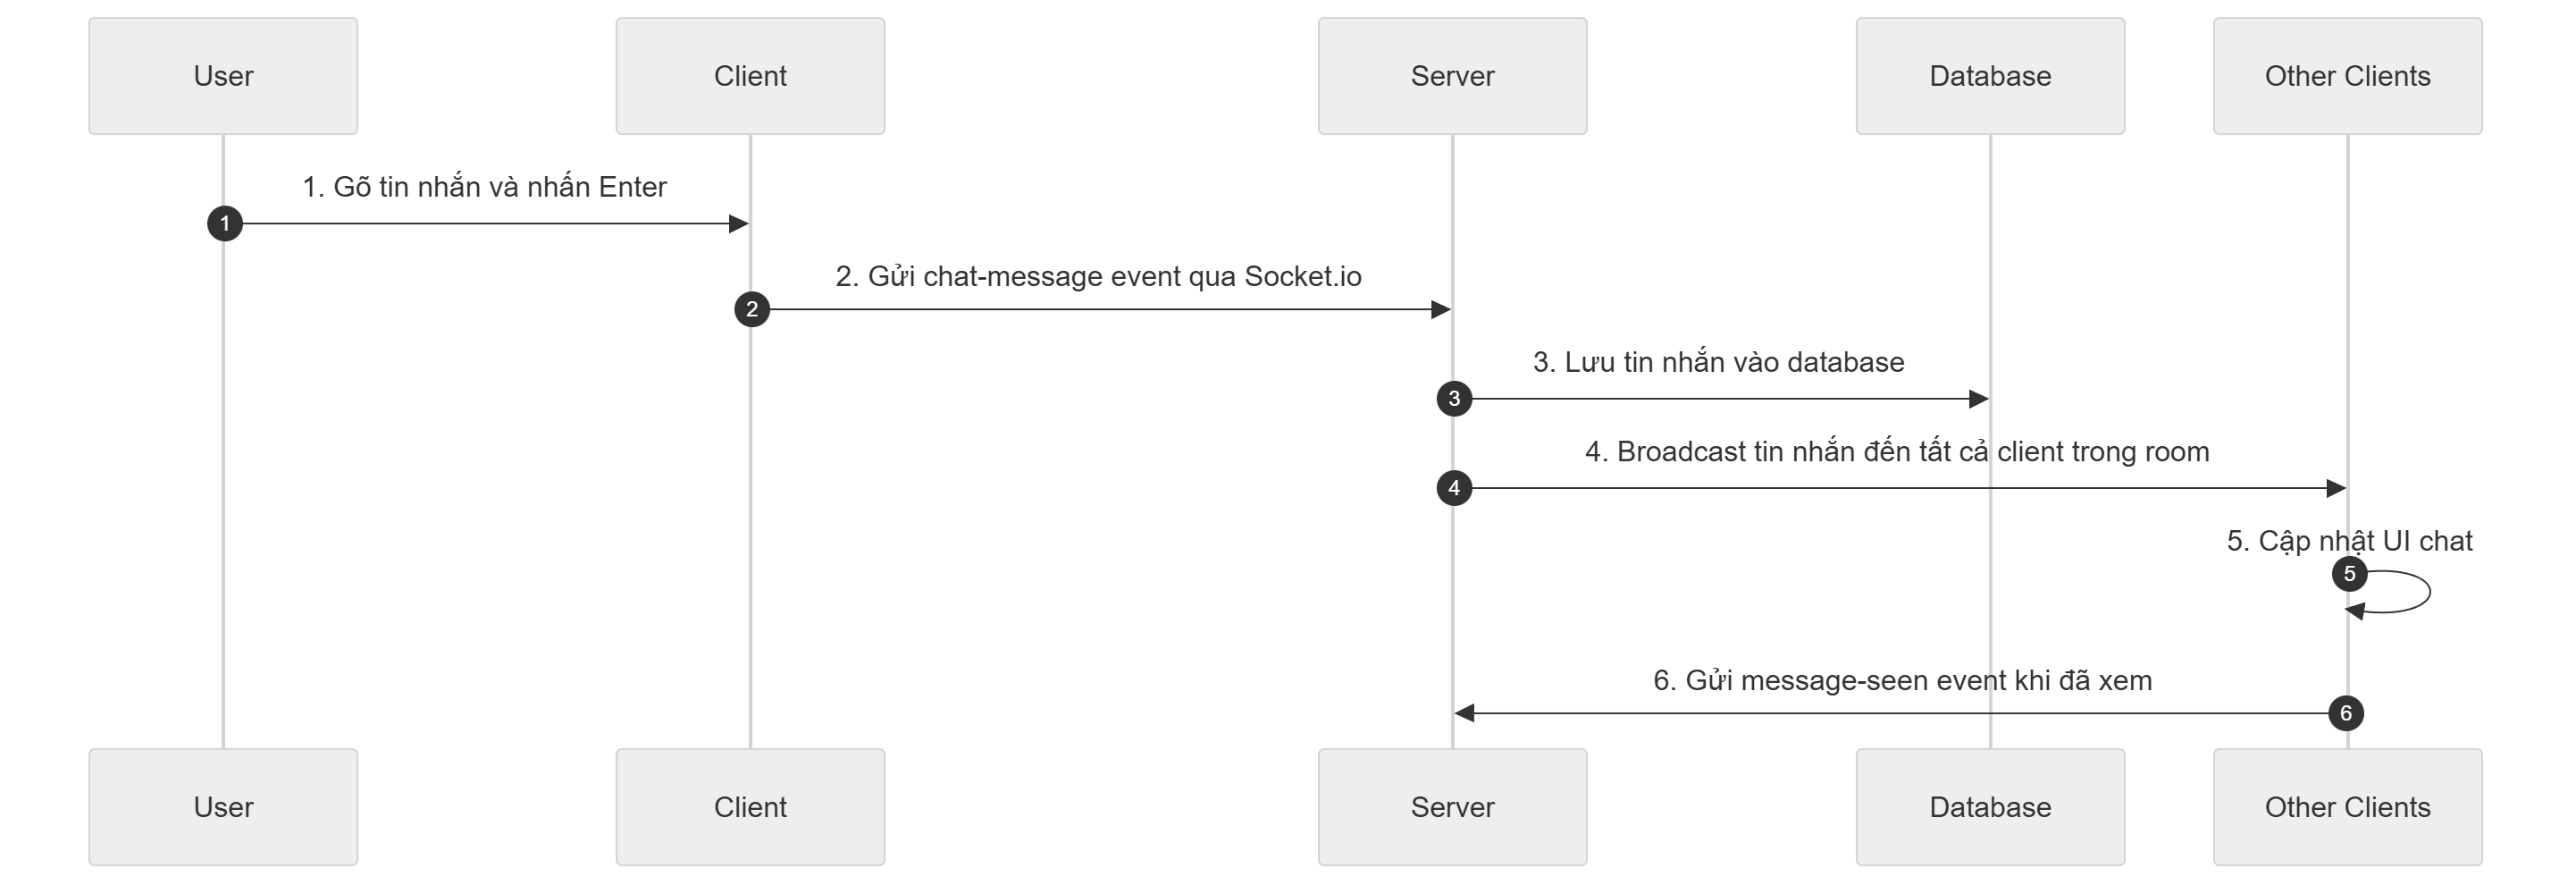 User
Client
Server
Database
Other Clients
1. Gõ tin nhắn và nhấn Enter
1
2. Gửi chat-message event qua Socket.io
2
3. Lưu tin nhắn vào database
3
4. Broadcast tin nhắn đến tất cả client trong room
4
5. Cập nhật UI chat
5
6. Gửi message-seen event khi đã xem
6
User
Client
Server
Database
Other Clients